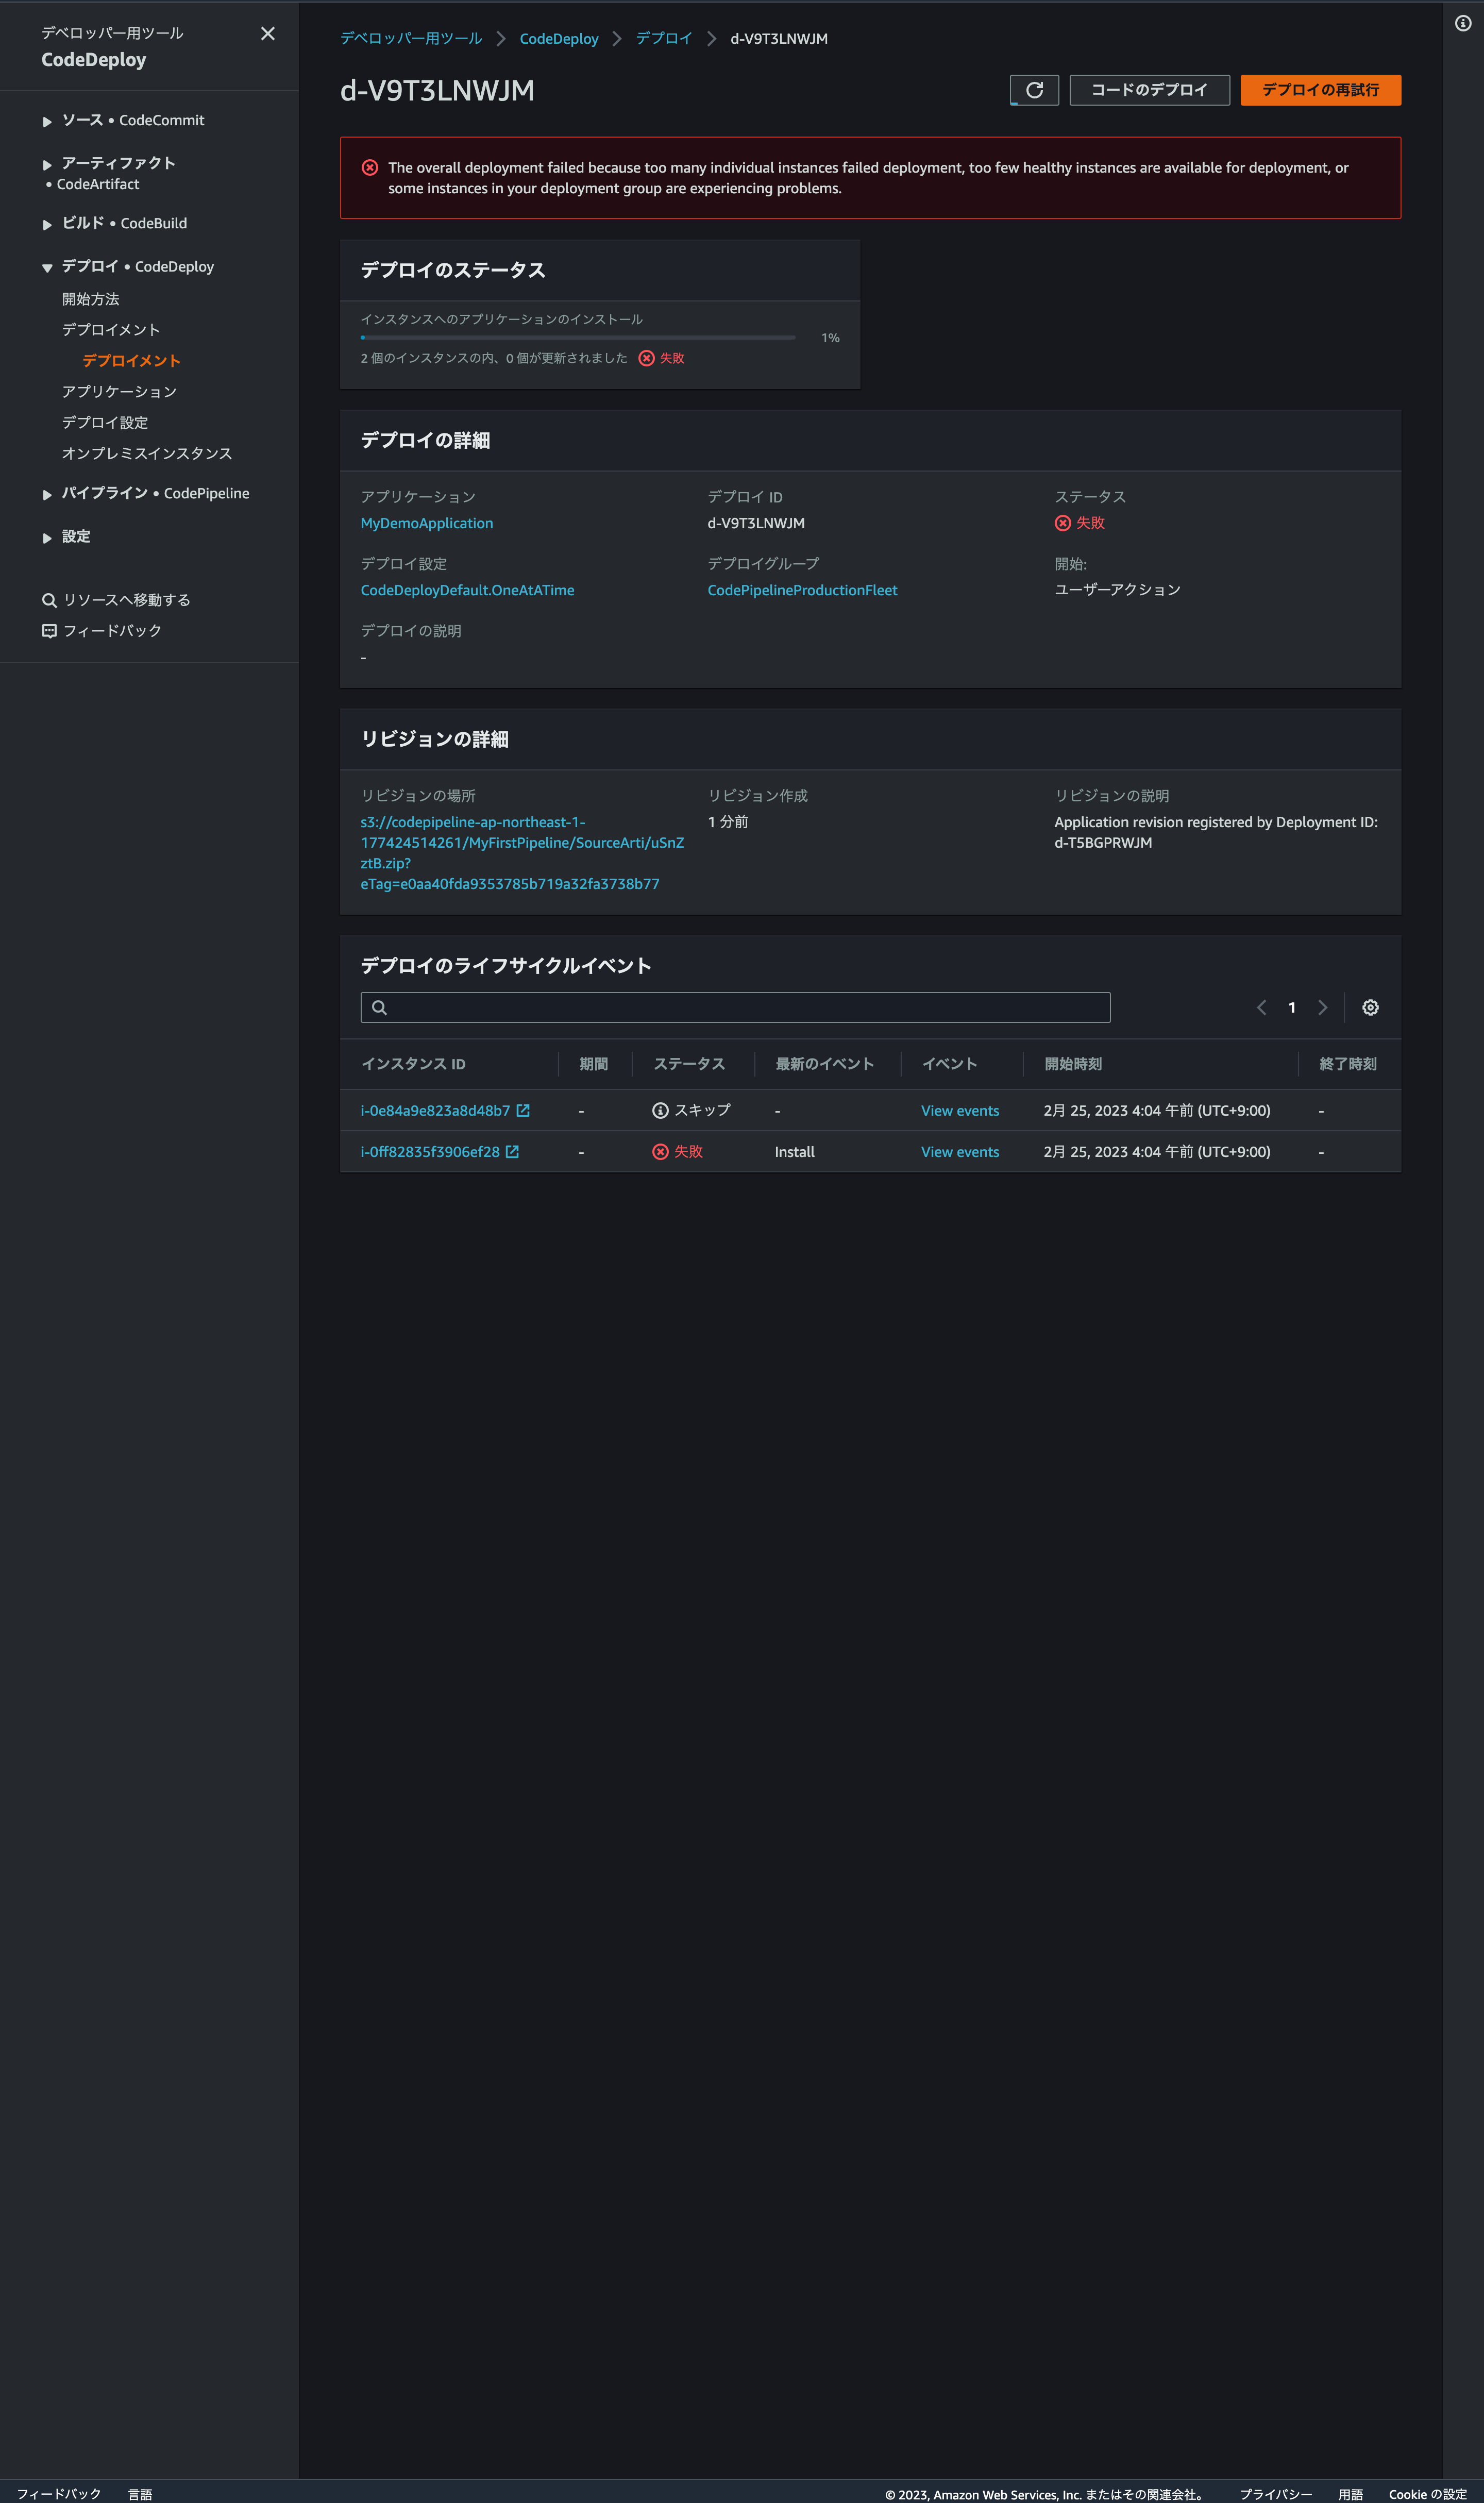 デベロッパー用ツール
CodeDeploy
ソース • CodeCommit
アーティファクト
• CodeArtifact
ビルド • CodeBuild
デプロイ • CodeDeploy
開始方法
デプロイメント
デプロイメント
アプリケーション
デプロイ設定
オンプレミスインスタンス
パイプライン • CodePipeline
設定
リソースへ移動する
フィードバック
デベロッパー用ツール > CodeDeploy > デプロイ > d-V9T3LNWJM
d-V9T3LNWJM
コードのデプロイ
デプロイの再試行
The overall deployment failed because too many individual instances failed deployment, too few healthy instances are available for deployment, or
some instances in your deployment group are experiencing problems.
デプロイのステータス
インスタンスへのアプリケーションのインストール
1%
2 個のインスタンスの内、0 個が更新されました 失敗
デプロイの詳細
アプリケーション
MyDemoApplication
デプロイ ID
d-V9T3LNWJM
ステータス
失敗
デプロイ設定
CodeDeployDefault.OneAtATime
デプロイグループ
CodePipelineProductionFleet
開始:
ユーザーアクション
デプロイの説明
-
リビジョンの詳細
リビジョンの場所
s3://codepipeline-ap-northeast-1-
177424514261/MyFirstPipeline/SourceArti/uSnZ
ztB.zip?
eTag=e0aa40fda9353785b719a32fa3738b77
リビジョン作成
1 分前
リビジョンの説明
Application revision registered by Deployment ID:
d-T5BGPRWJM
デプロイのライフサイクルイベント
1
インスタンス ID 期間 ステータス 最新のイベント イベント 開始時刻 終了時刻
i-0e84a9e823a8d48b7 - スキップ - View events 2月 25, 2023 4:04 午前 (UTC+9:00) -
i-0ff82835f3906ef28 - 失敗 Install View events 2月 25, 2023 4:04 午前 (UTC+9:00) -
フィードバック 言語 © 2023, Amazon Web Services, Inc. またはその関連会社。 プライバシー 用語 Cookie の設定